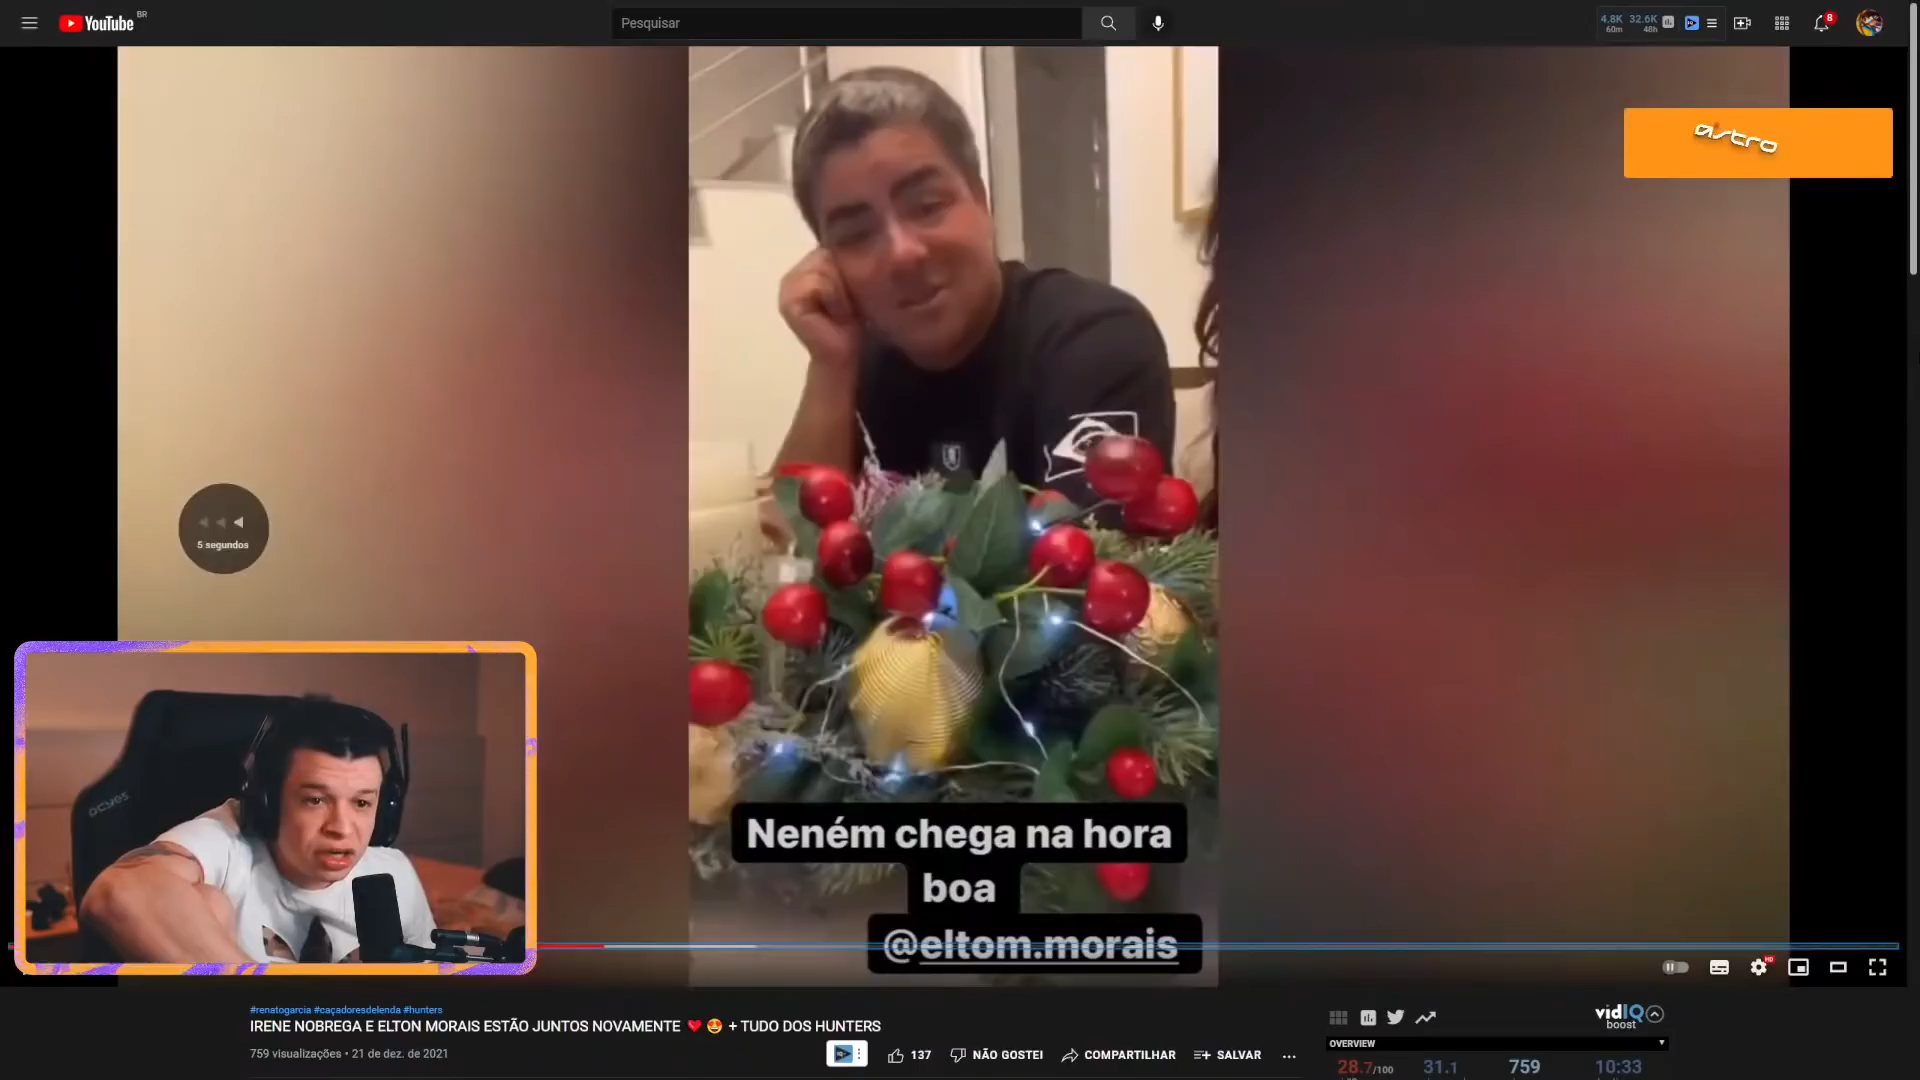 YouTube
BR
Pesquisar
4.8K
60m
32.6K
48h
8
astro
5 segundos
Neném chega na hora
boa
@eltom.morais
HD
#renatogarcia #caçadoresdelenda #hunters
IRENE NOBREGA E ELTON MORAIS ESTÃO JUNTOS NOVAMENTE ❤️ 😍 + TUDO DOS HUNTERS
759 visualizações • 21 de dez. de 2021
137
NÃO GOSTEI
COMPARTILHAR
SALVAR
vidIQ
boost
OVERVIEW
28.7/100
31.1
759
10:33